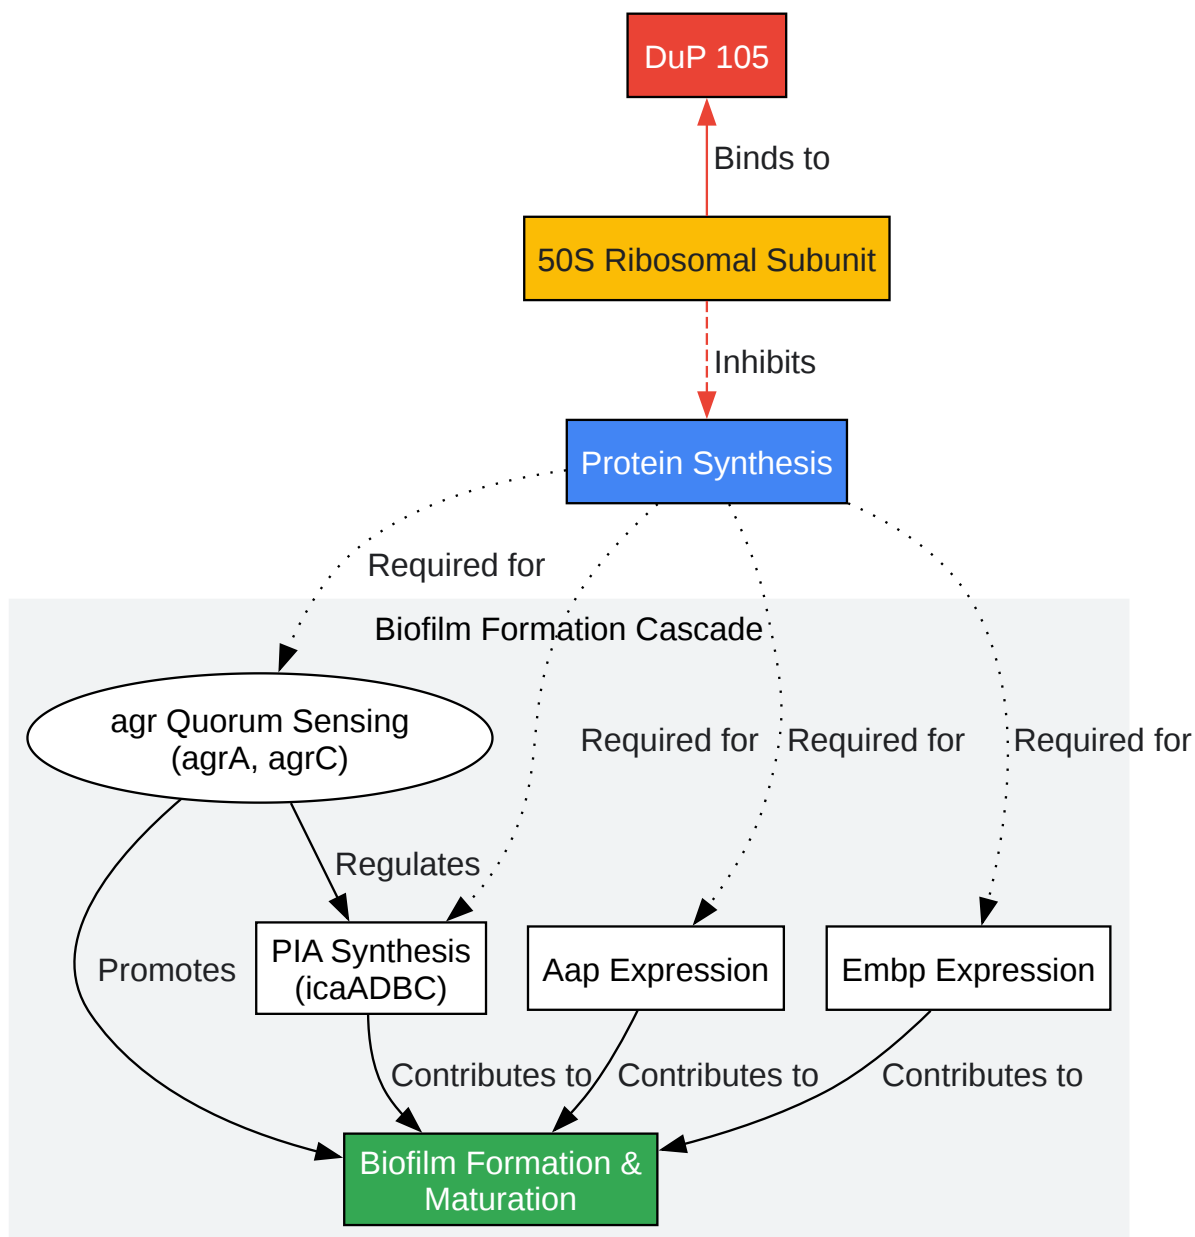 DuP 105
Binds to
50S Ribosomal Subunit
Inhibits
Protein Synthesis
Required for
Biofilm Formation Cascade
agr Quorum Sensing
(agrA, agrC)
Required for
Required for
Required for
Regulates
Promotes
PIA Synthesis
(icaADBC)
Aap Expression
Embp Expression
Contributes to
Contributes to
Contributes to
Biofilm Formation &
Maturation